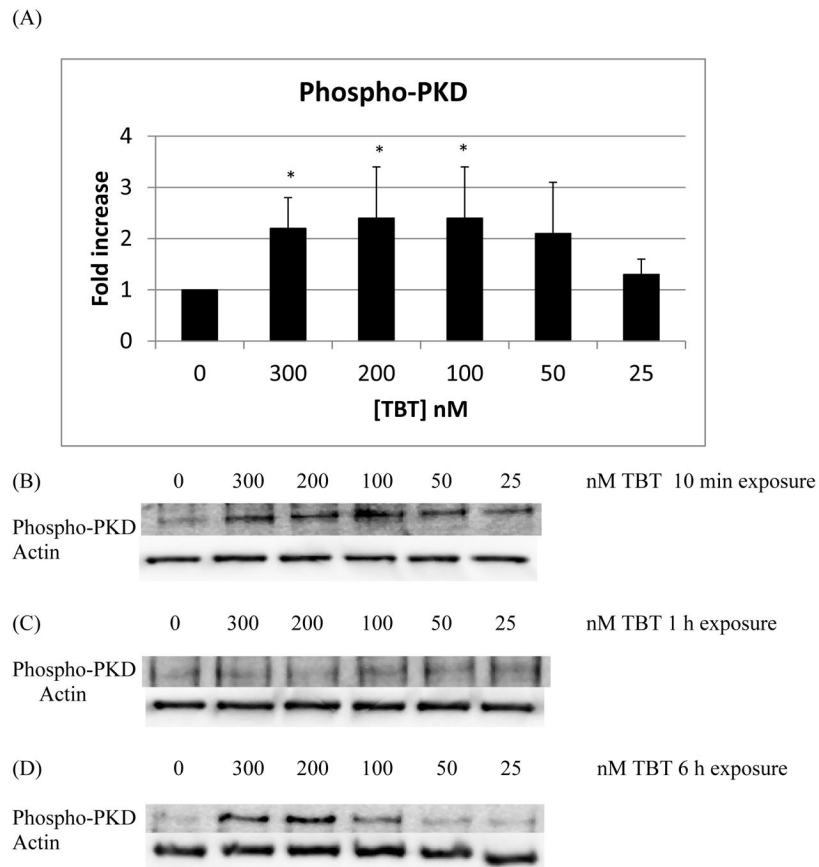 (A)
Phospho-PKD
4
3
2
1
0
Fold increase
* * *
0 300 200 100 50 25
[TBT] nM
(B) 0 300 200 100 50 25 nM TBT 10 min exposure
Phospho-PKD
Actin
(C) 0 300 200 100 50 25 nM TBT 1 h exposure
Phospho-PKD
Actin
(D) 0 300 200 100 50 25 nM TBT 6 h exposure
Phospho-PKD
Actin